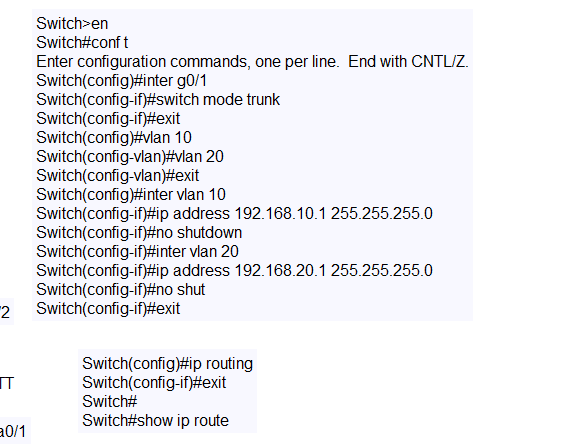 Switch>en
Switch#conf t
Enter configuration commands, one per line.  End with CNTL/Z.
Switch(config)#inter g0/1
Switch(config-if)#switch mode trunk
Switch(config-if)#exit
Switch(config)#vlan 10
Switch(config-vlan)#vlan 20
Switch(config-vlan)#exit
Switch(config)#inter vlan 10
Switch(config-if)#ip address 192.168.10.1 255.255.255.0
Switch(config-if)#no shutdown
Switch(config-if)#inter vlan 20
Switch(config-if)#ip address 192.168.20.1 255.255.255.0
Switch(config-if)#no shut
Switch(config-if)#exit
/2
Switch(config)#ip routing
Switch(config-if)#exit
TT
Switch#
Switch#show ip route
a0/1